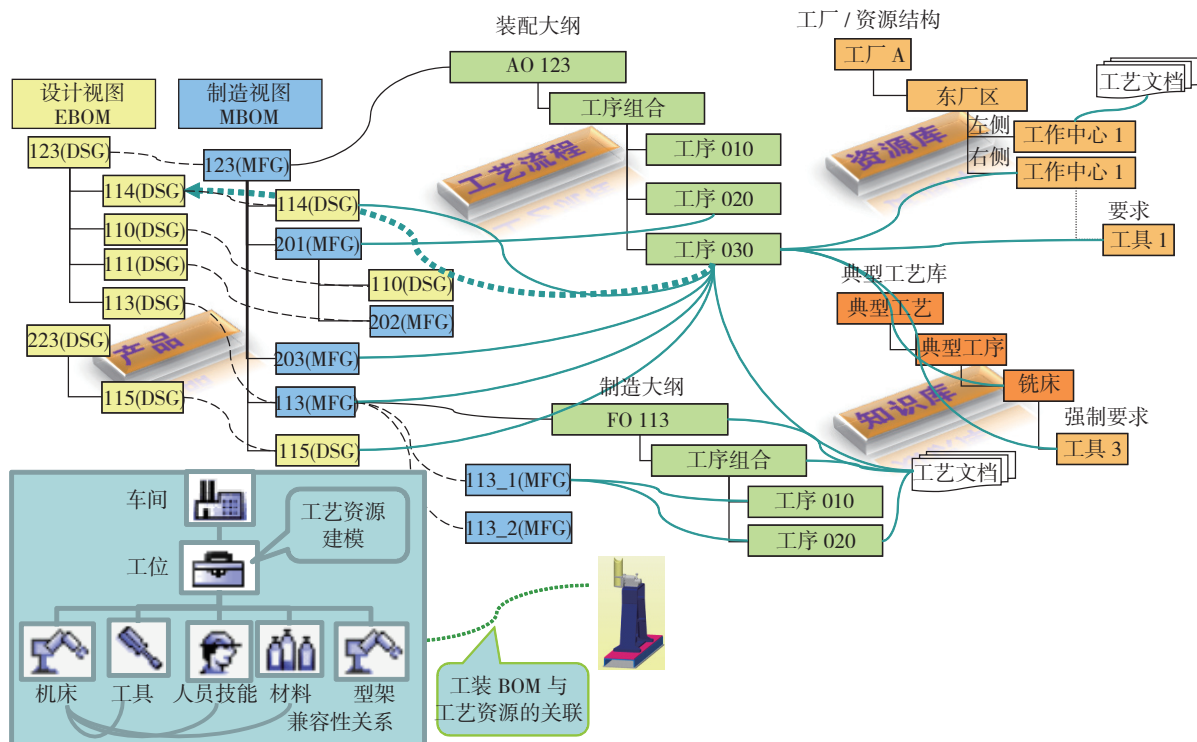 装配大纲
AO 123
工序组合
工序 010
工序 020
工序 030
工艺流程
工厂 / 资源结构
工厂 A
东厂区
左侧
右侧
工作中心 1
工作中心 1
工艺文档
资源库
要求
工具 1
设计视图
EBOM
制造视图
MBOM
123(DSG)
114(DSG)
110(DSG)
111(DSG)
113(DSG)
223(DSG)
115(DSG)
产品
123(MFG)
114(DSG)
201(MFG)
110(DSG)
202(MFG)
203(MFG)
113(MFG)
115(DSG)
113_1(MFG)
113_2(MFG)
典型工艺库
典型工艺
典型工序
铣床
强制要求
工具 3
知识库
制造大纲
FO 113
工序组合
工序 010
工序 020
工艺文档
车间
工位
工艺资源
建模
机床
工具
人员技能
材料
型架
兼容性关系
工装 BOM 与
工艺资源的关联